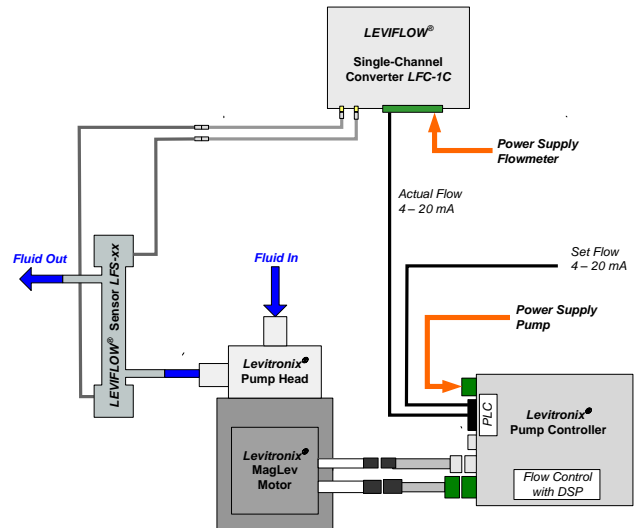 LEVIFLOW®
Single-Channel
Converter LFC-1C
Power Supply
Flowmeter
Actual Flow
4 – 20 mA
Set Flow
4 – 20 mA
Fluid Out
LEVIFLOW® Sensor LFS-xx
Fluid In
Power Supply
Pump
Levitronix®
Pump Head
PLC
Levitronix®
Pump Controller
Levitronix®
MagLev
Motor
Flow Control
with DSP